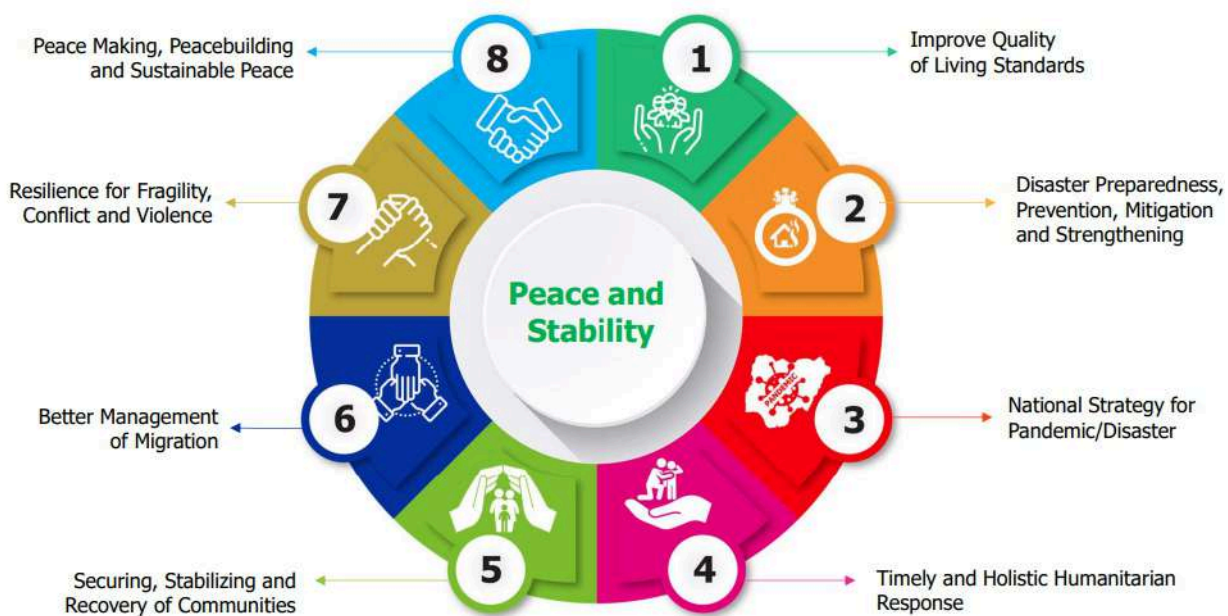 8
Peace Making, Peacebuilding
and Sustainable Peace
1
Improve Quality
of Living Standards
7
Resilience for Fragility,
Conflict and Violence
2
Disaster Preparedness,
Prevention, Mitigation
and Strengthening
Peace and
Stability
6
Better Management
of Migration
PANDEMIC
3
National Strategy for
Pandemic/Disaster
5
Securing, Stabilizing and
Recovery of Communities
4
Timely and Holistic Humanitarian
Response